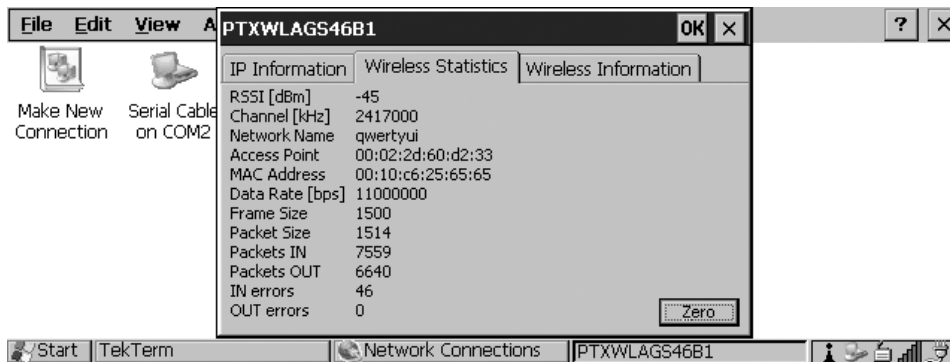 File Edit View A
PTXWLAGS46B1 OK ×
? ×
IP Information Wireless Statistics Wireless Information
Make New Connection
Serial Cable on COM2
RSSI [dBm] -45
Channel [kHz] 2417000
Network Name qwertyui
Access Point 00:02:2d:60:d2:33
MAC Address 00:10:c6:25:65:65
Data Rate [bps] 11000000
Frame Size 1500
Packet Size 1514
Packets IN 7559
Packets OUT 6640
IN errors 46
OUT errors 0
Zero
Start TekTerm Network Connections PTXWLAGS46B1